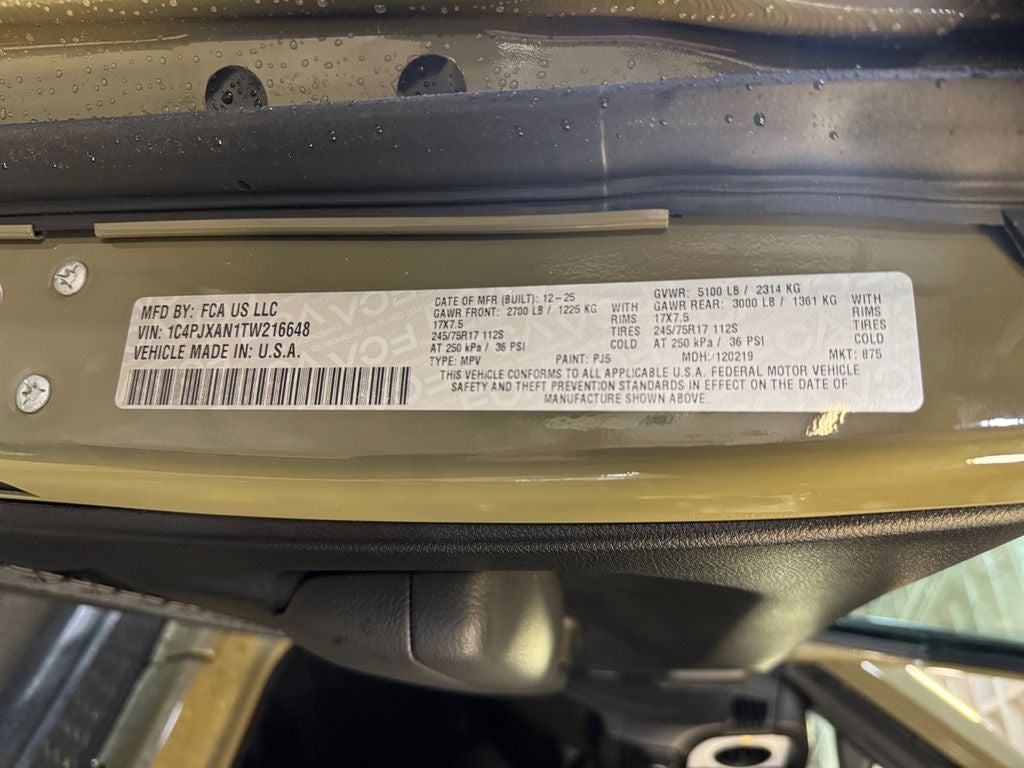 MFD BY: FCA US LLC
VIN: 1C4PJXAN1TW216648
VEHICLE MADE IN: U.S.A.
DATE OF MFR (BUILT): 12-25
GAWR FRONT: 2700 LB / 1225 KG WITH
17X7.5 RIMS
245/75R17 112S TIRES
AT 250 kPa / 36 PSI COLD
TYPE: MPV PAINT: PJ5
GVWR: 5100 LB / 2314 KG
GAWR REAR: 3000 LB / 1361 KG WITH
17X7.5 RIMS
245/75R17 112S TIRES
AT 250 kPa / 36 PSI COLD
MDH: 120219 MKT: 875
THIS VEHICLE CONFORMS TO ALL APPLICABLE U.S.A. FEDERAL MOTOR VEHICLE
SAFETY AND THEFT PREVENTION STANDARDS IN EFFECT ON THE DATE OF
MANUFACTURE SHOWN ABOVE.